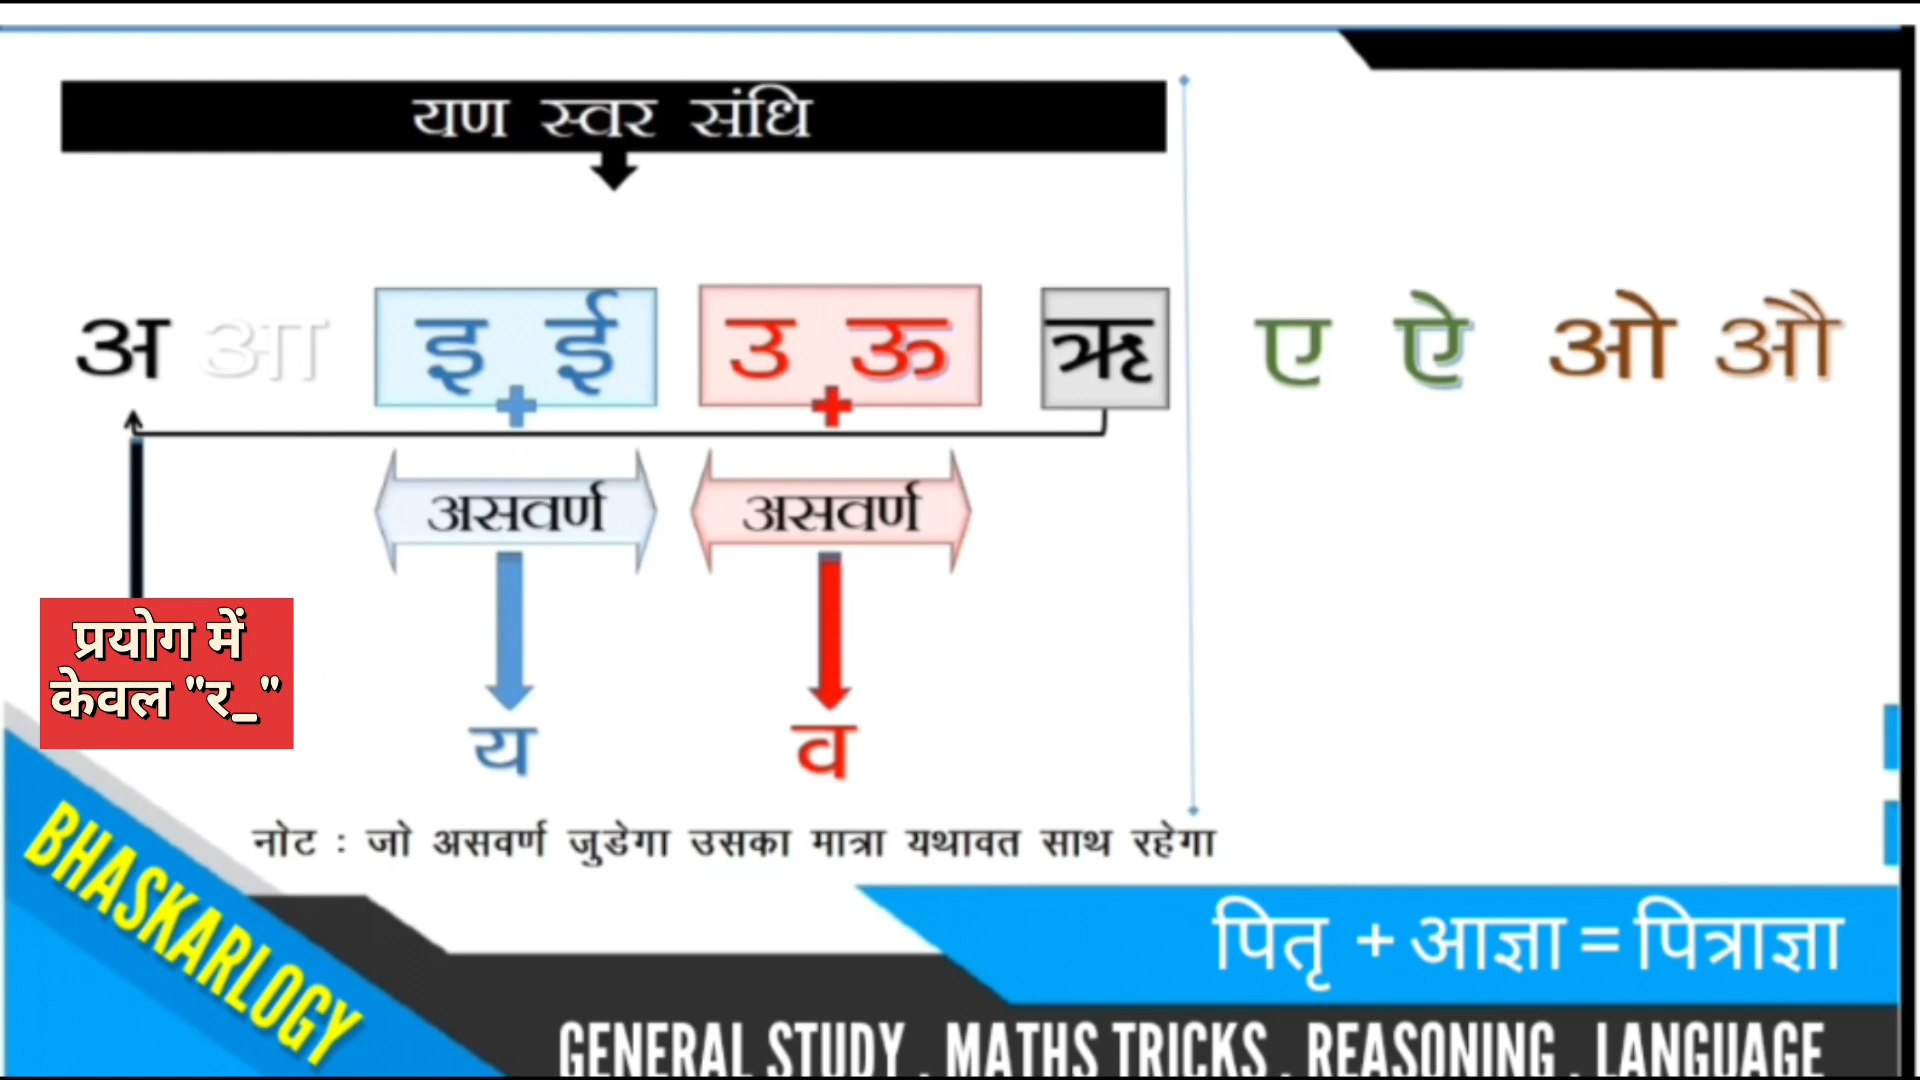 यण स्वर संधि
अ आ इ ई उ ऊ ऋ ए ऐ ओ औ
असवर्ण असवर्ण
प्रयोग में
केवल "र_"
य व
नोट : जो असवर्ण जुडेगा उसका मात्रा यथावत साथ रहेगा
BHASKARLOGY
पितृ + आज्ञा = पित्राज्ञा
GENERAL STUDY , MATHS TRICKS , REASONING , LANGUAGE